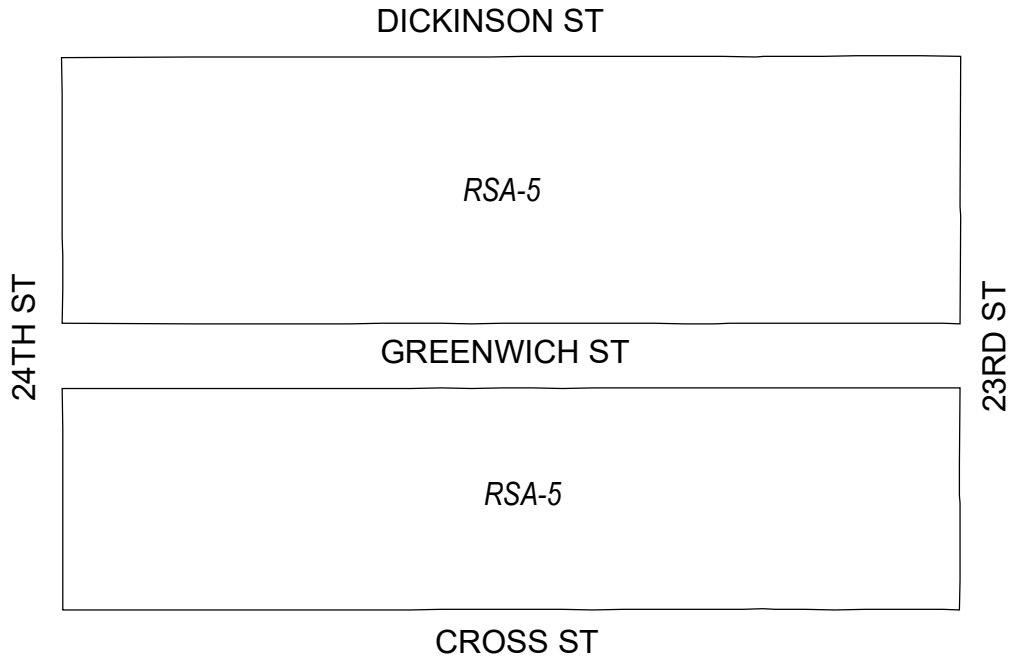 DICKINSON ST
RSA-5
24TH ST
23RD ST
GREENWICH ST
RSA-5
CROSS ST